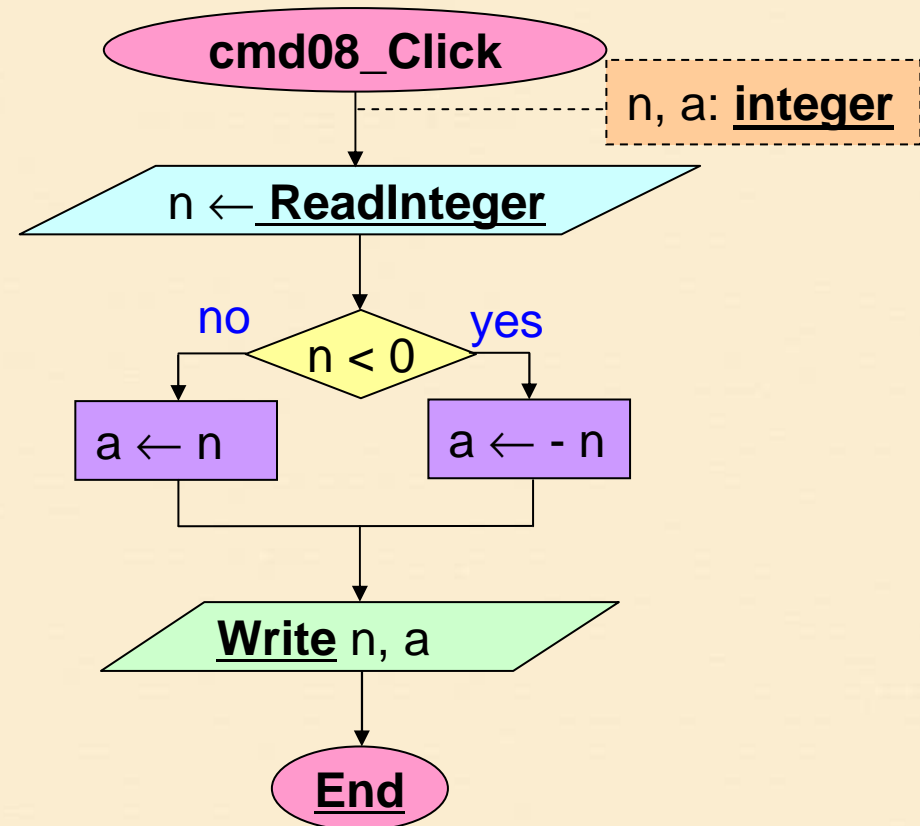 cmd08_Click
n, a: integer
n ← ReadInteger
no
yes
n < 0
a ← n
a ← - n
Write n, a
End